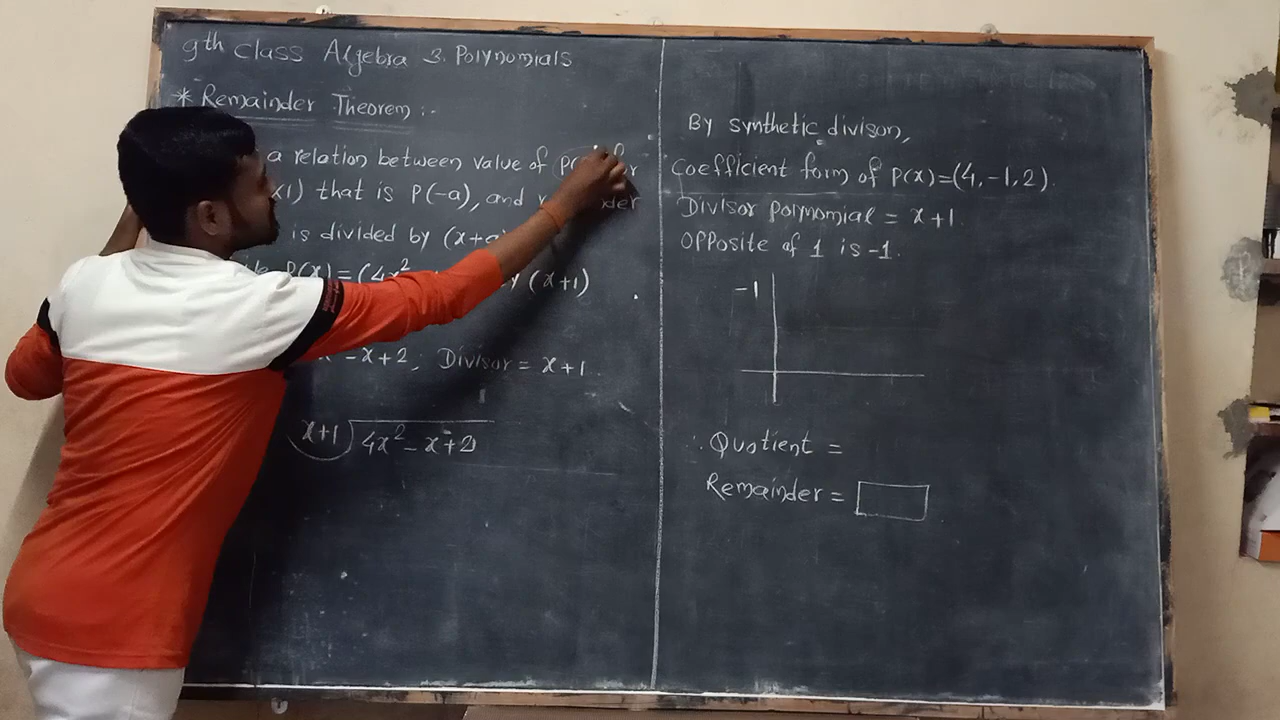 9th class Algebra 3. Polynomials
* Remainder Theorem :-
a relation between value of P(
) that is P(-a), and
is divided by (x+a)
P(x) = (4x² (x+1)
-x+2; Divisor = x+1.
x+1 4x² - x + 2
By synthetic divison,
Coefficient form of P(x)=(4,-1,2).
Divisor polynomial = x+1.
opposite of 1 is -1.
-1
∴ Quotient =
Remainder =